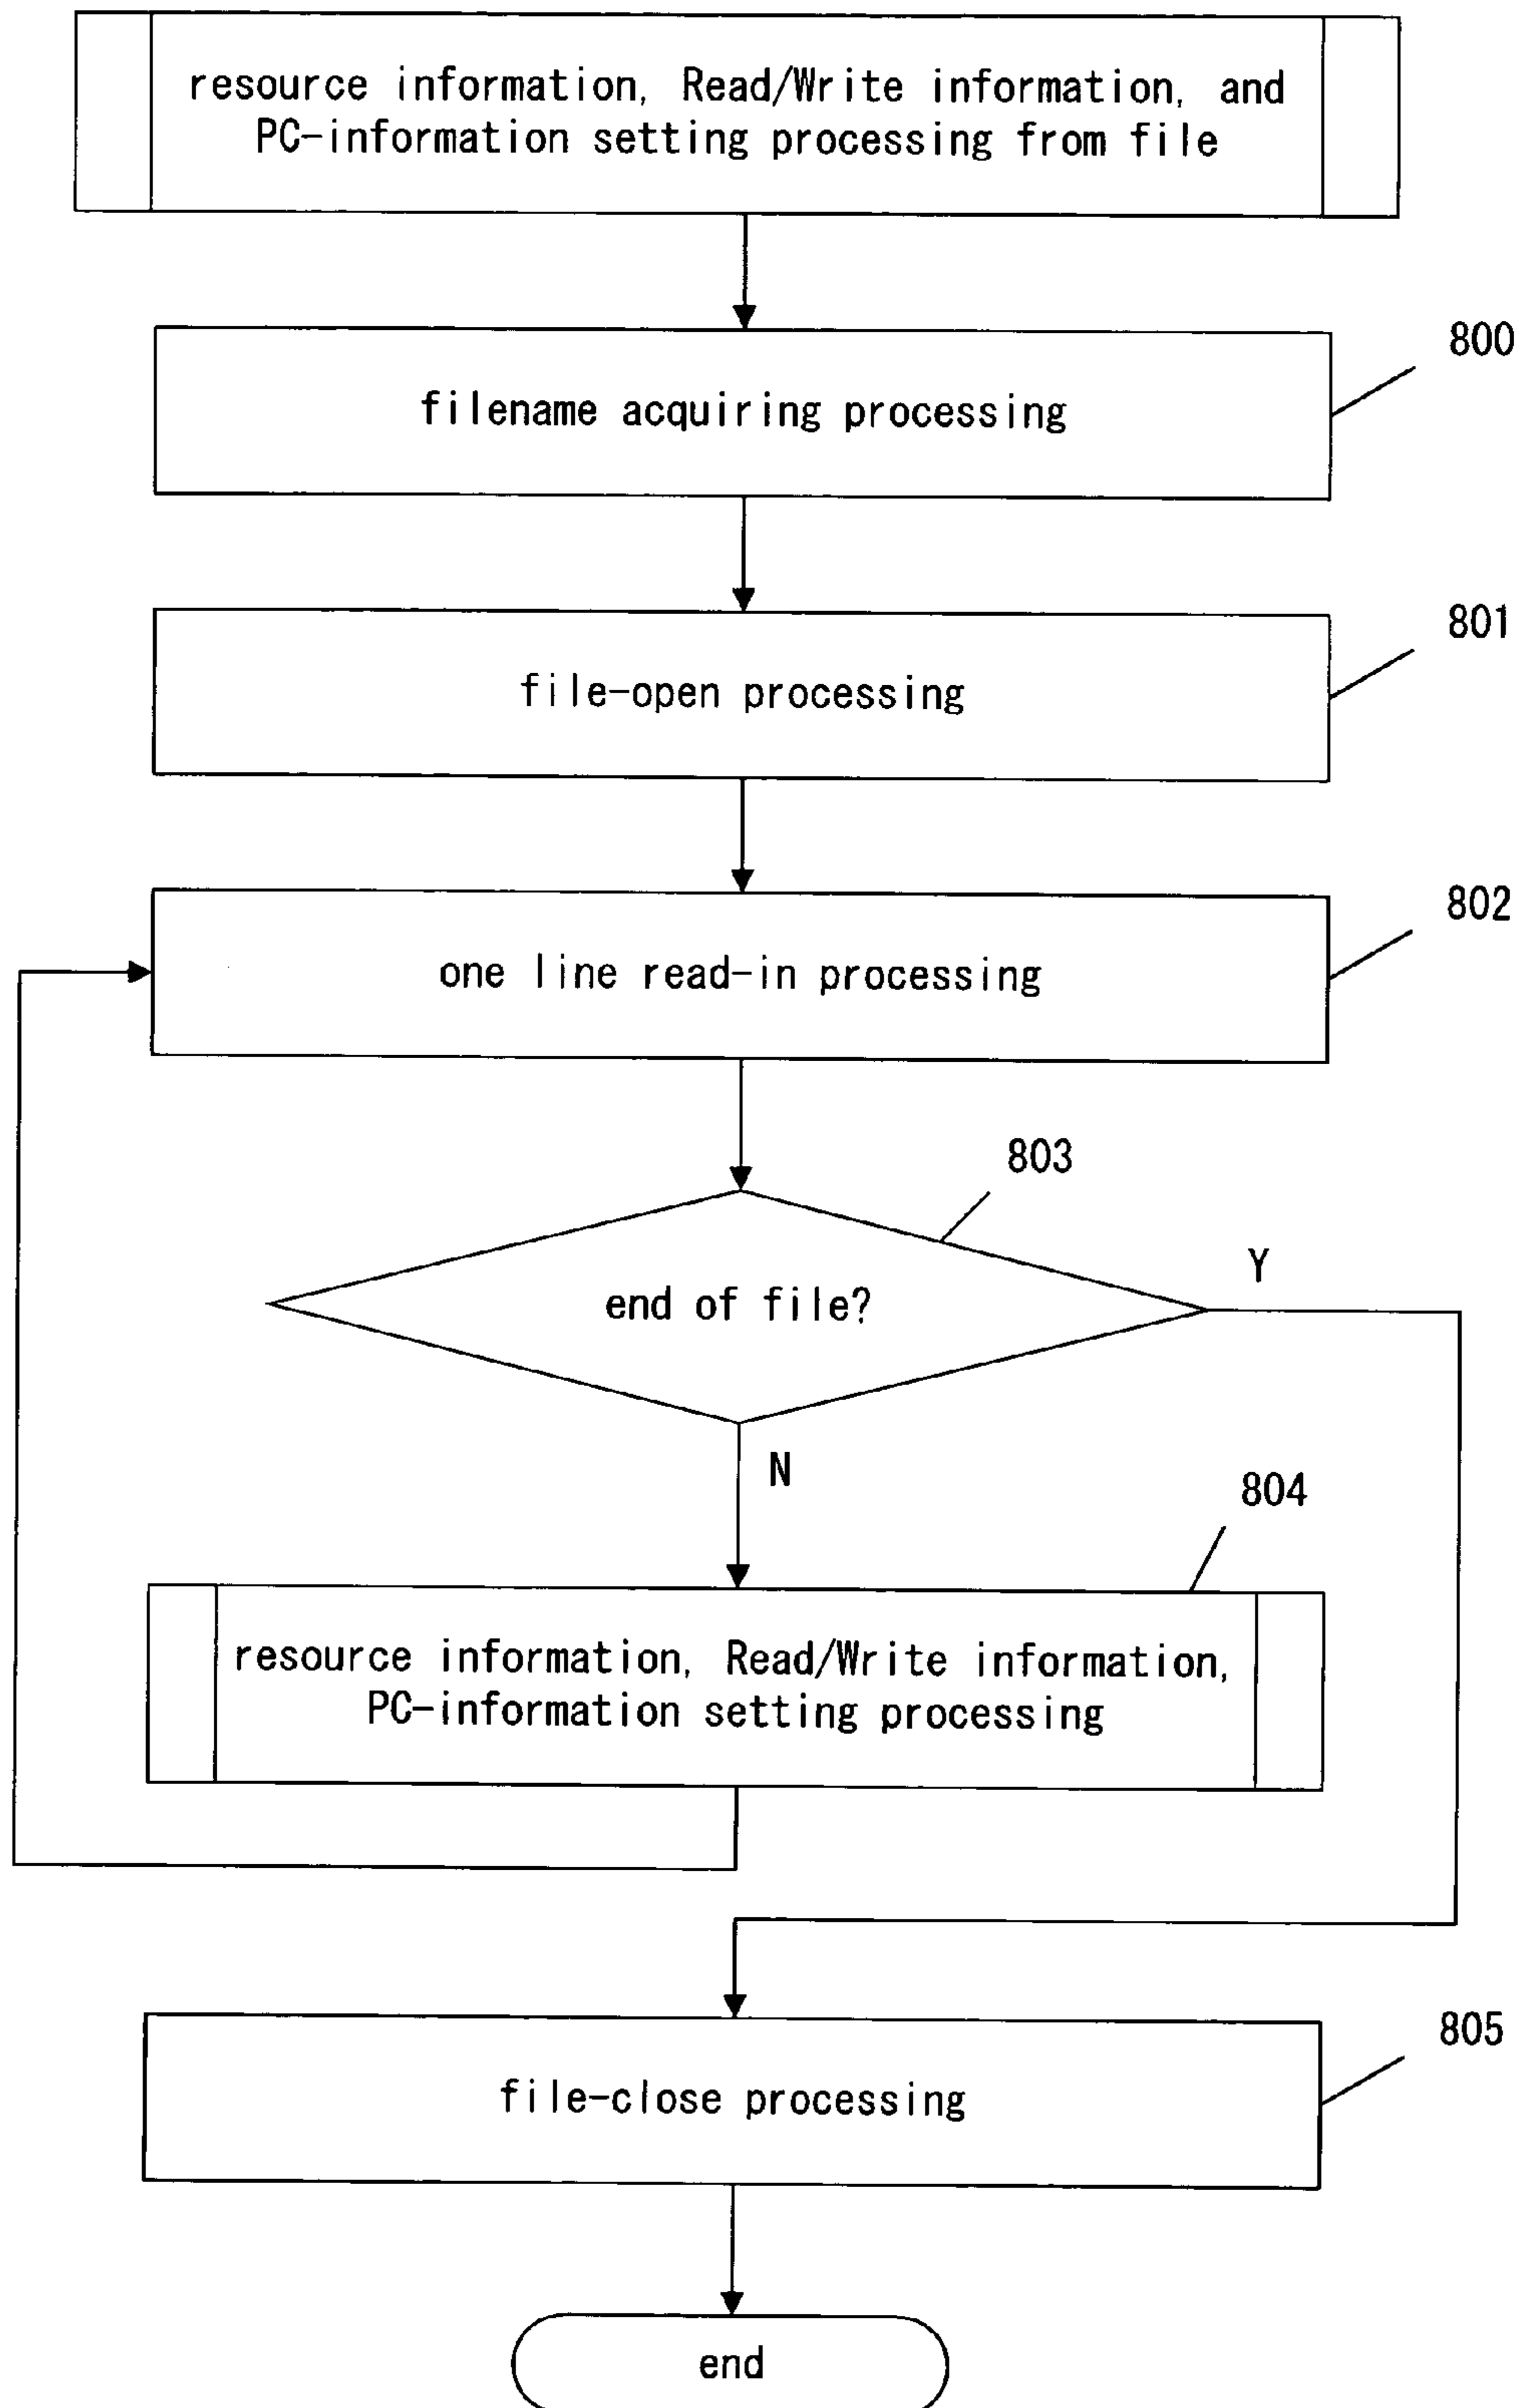 resource information, Read/Write information, and
PC-information setting processing from file
800
filename acquiring processing
801
file-open processing
802
one line read-in processing
803
Y
end of file?
N
804
resource information, Read/Write information,
PC-information setting processing
805
file-close processing
end